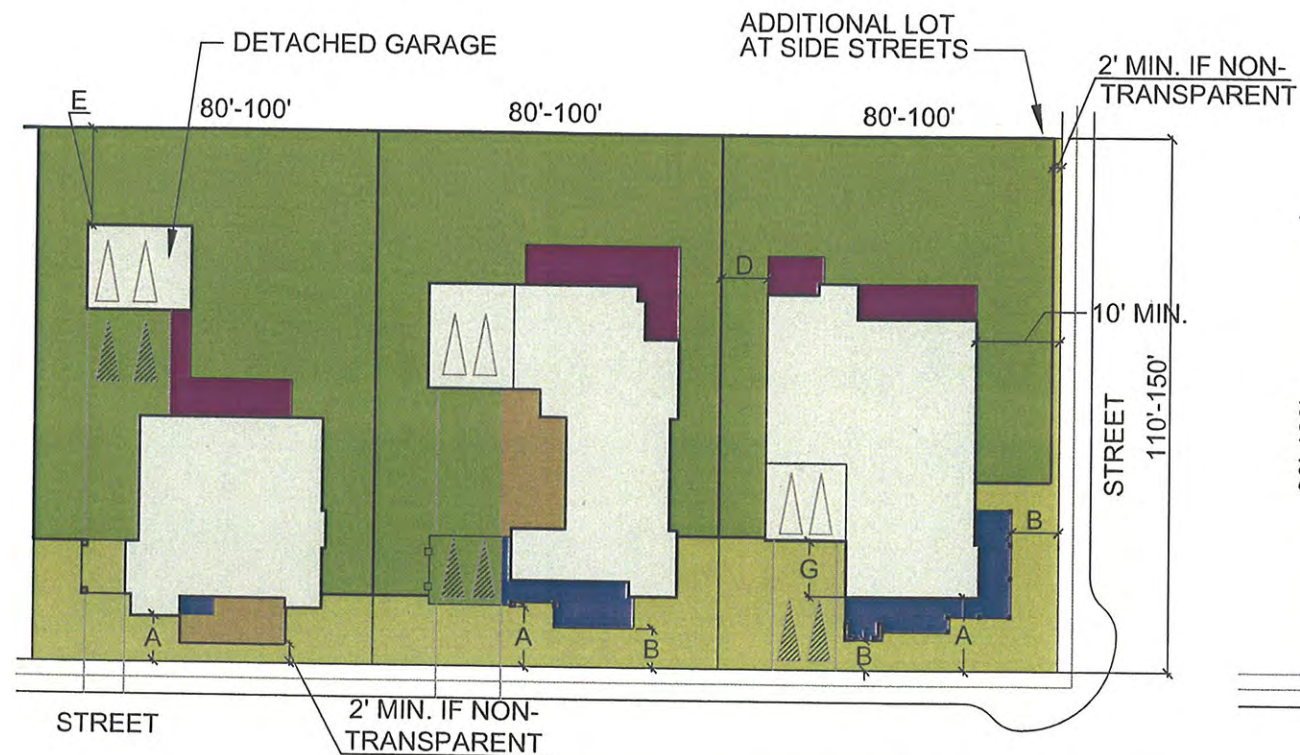 DETACHED GARAGE
ADDITIONAL LOT
AT SIDE STREETS
2' MIN. IF NON-
TRANSPARENT
E
80'-100'
80'-100'
80'-100'
D
10' MIN.
STREET
110'-150'
B
G
A
A
B
B
A
STREET
2' MIN. IF NON-
TRANSPARENT